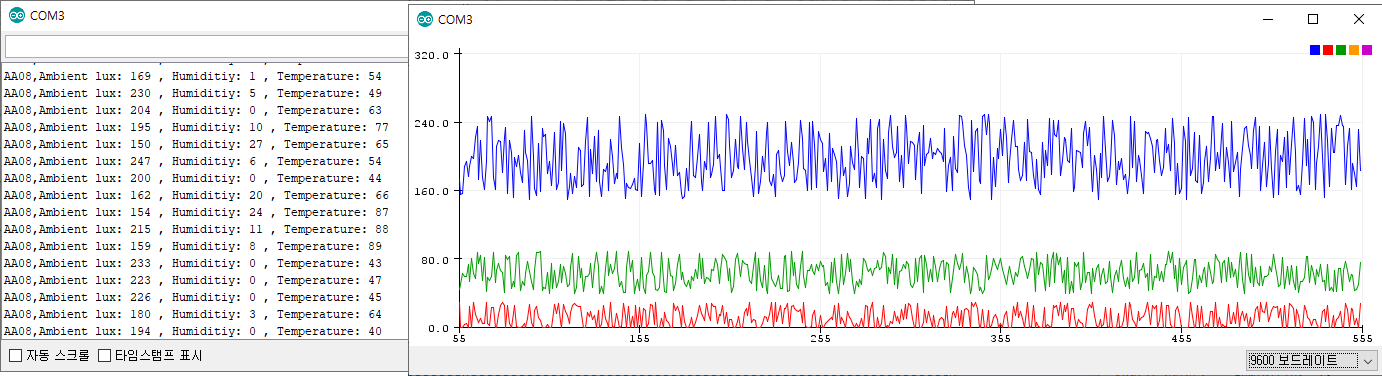 COM3
AA08,Ambient lux: 169 , Humiditiy: 1 , Temperature: 54
AA08,Ambient lux: 230 , Humiditiy: 5 , Temperature: 49
AA08,Ambient lux: 204 , Humiditiy: 0 , Temperature: 63
AA08,Ambient lux: 195 , Humiditiy: 10 , Temperature: 77
AA08,Ambient lux: 150 , Humiditiy: 27 , Temperature: 65
AA08,Ambient lux: 247 , Humiditiy: 6 , Temperature: 54
AA08,Ambient lux: 200 , Humiditiy: 0 , Temperature: 44
AA08,Ambient lux: 162 , Humiditiy: 20 , Temperature: 66
AA08,Ambient lux: 154 , Humiditiy: 24 , Temperature: 87
AA08,Ambient lux: 215 , Humiditiy: 11 , Temperature: 88
AA08,Ambient lux: 159 , Humiditiy: 8 , Temperature: 89
AA08,Ambient lux: 233 , Humiditiy: 0 , Temperature: 43
AA08,Ambient lux: 223 , Humiditiy: 0 , Temperature: 47
AA08,Ambient lux: 226 , Humiditiy: 0 , Temperature: 45
AA08,Ambient lux: 180 , Humiditiy: 3 , Temperature: 64
AA08,Ambient lux: 194 , Humiditiy: 0 , Temperature: 40
자동 스크롤 타임스탬프 표시
COM3
320.0
240.0
160.0
80.0
0.0
55 155 255 355 455 555
9600 보드레이트